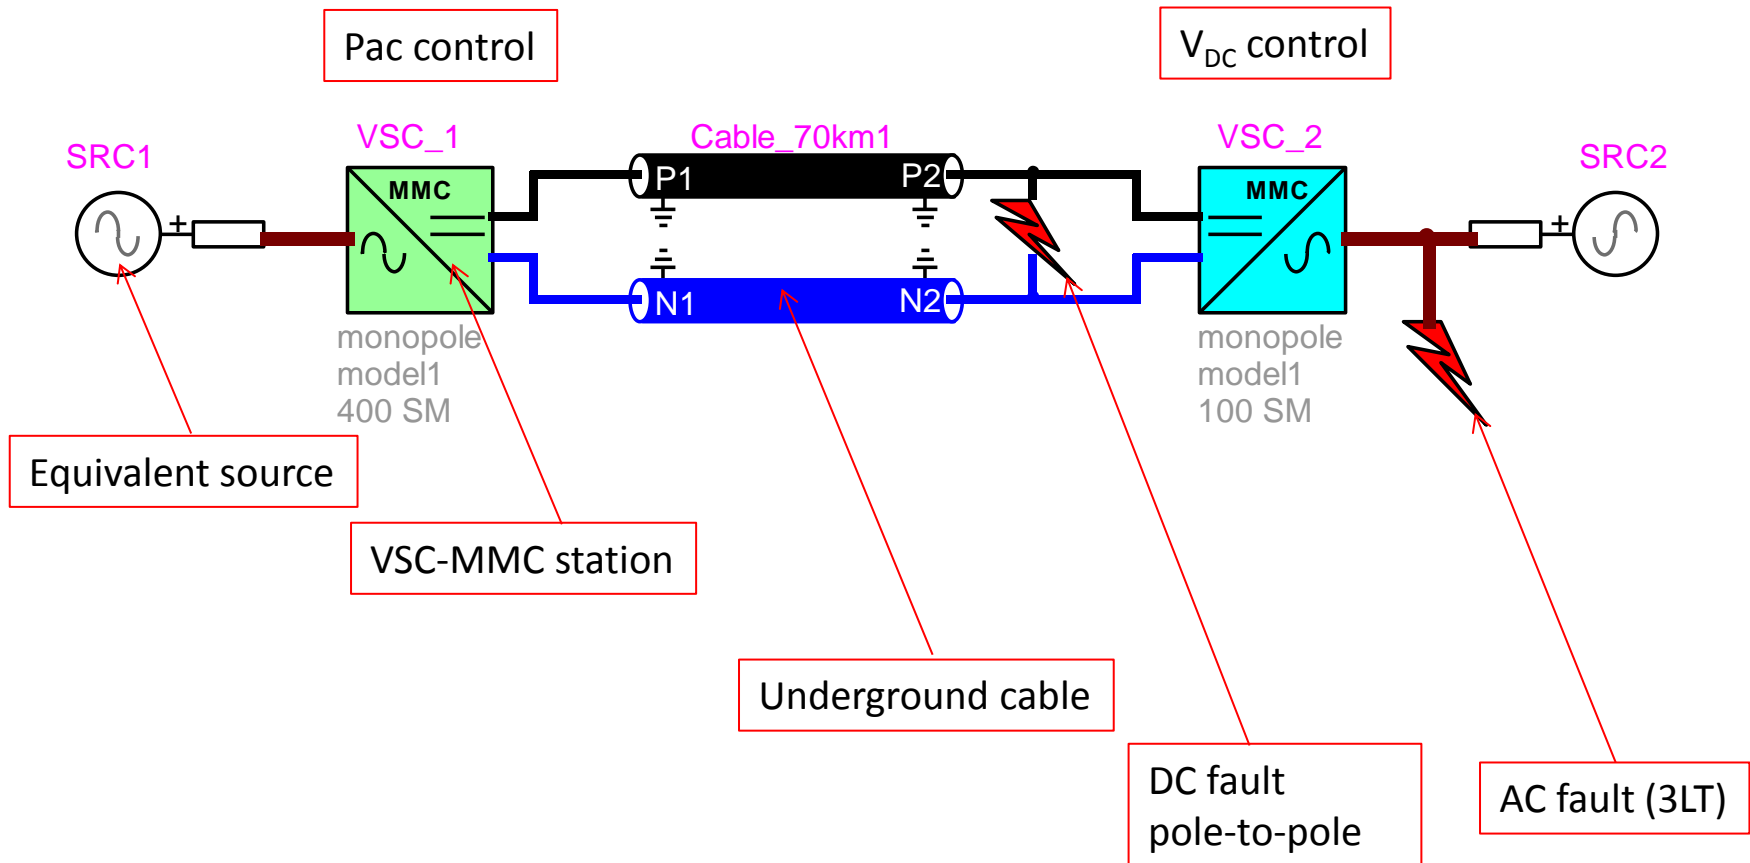 Pac control
V_DC control
VSC_1
Cable_70km1
VSC_2
SRC1
SRC2
MMC
P1
P2
MMC
+
+
N1
N2
monopole
model1
400 SM
monopole
model1
100 SM
Equivalent source
VSC-MMC station
Underground cable
DC fault
pole-to-pole
AC fault (3LT)